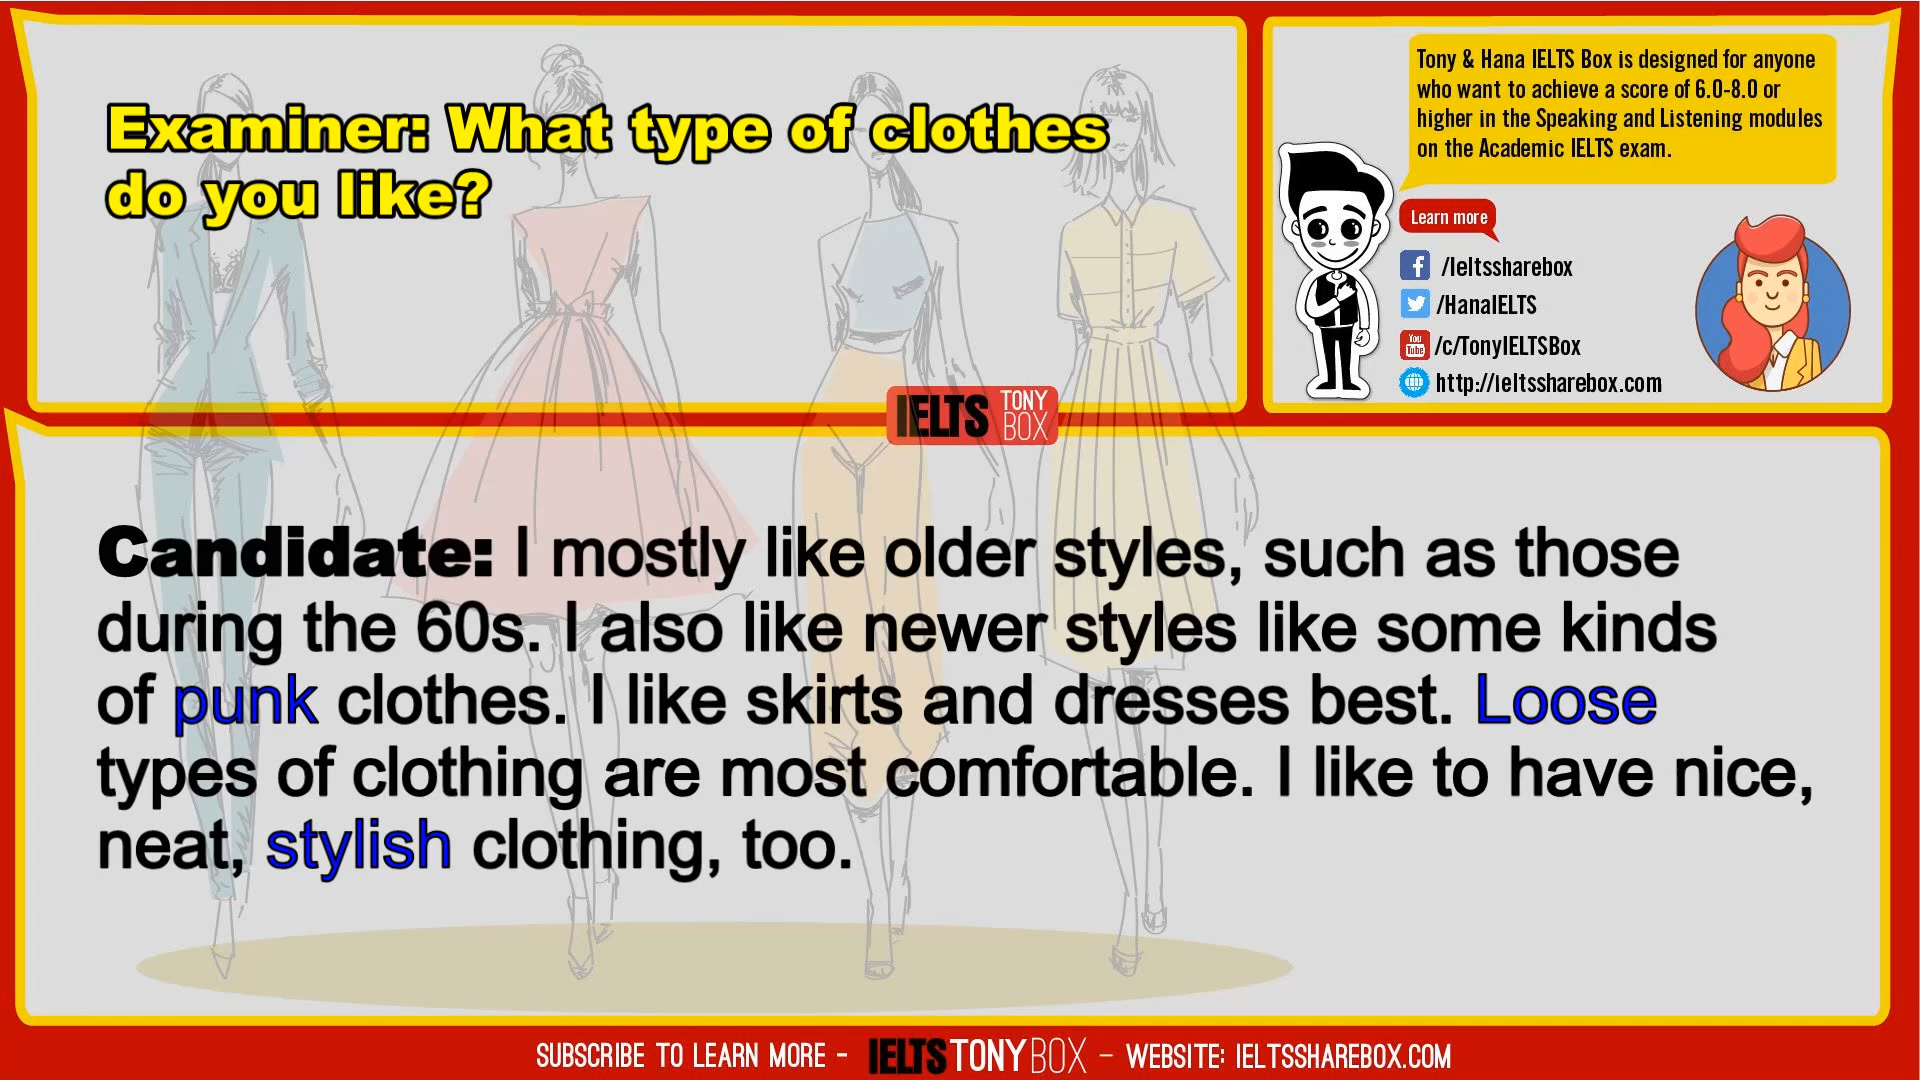 Examiner: What type of clothes
do you like?
Tony & Hana IELTS Box is designed for anyone
who want to achieve a score of 6.0-8.0 or
higher in the Speaking and Listening modules
on the Academic IELTS exam.
Learn more
/Ieltssharebox
/HanaIELTS
You Tube /c/TonyIELTSBox
http://ieltssharebox.com
IELTS TONY BOX
Candidate: I mostly like older styles, such as those
during the 60s. I also like newer styles like some kinds
of punk clothes. I like skirts and dresses best. Loose
types of clothing are most comfortable. I like to have nice,
neat, stylish clothing, too.
SUBSCRIBE TO LEARN MORE - IELTS TONY BOX - WEBSITE: IELTSSHAREBOX.COM